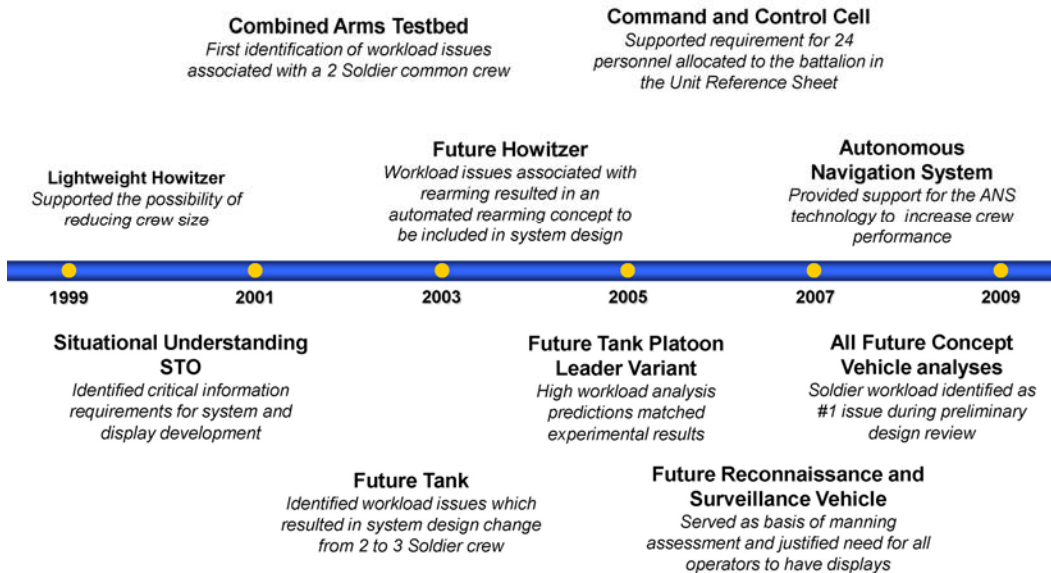 Combined Arms Testbed
First identification of workload issues
associated with a 2 Soldier common crew
Command and Control Cell
Supported requirement for 24
personnel allocated to the battalion in
the Unit Reference Sheet
Lightweight Howitzer
Supported the possibility of
reducing crew size
Future Howitzer
Workload issues associated with
rearming resulted in an
automated rearming concept to
be included in system design
Autonomous
Navigation System
Provided support for the ANS
technology to increase crew
performance
1999
2001
2003
2005
2007
2009
Situational Understanding
STO
Identified critical information
requirements for system and
display development
Future Tank Platoon
Leader Variant
High workload analysis
predictions matched
experimental results
All Future Concept
Vehicle analyses
Soldier workload identified as
#1 issue during preliminary
design review
Future Tank
Identified workload issues which
resulted in system design change
from 2 to 3 Soldier crew
Future Reconnaissance and
Surveillance Vehicle
Served as basis of manning
assessment and justified need for all
operators to have displays